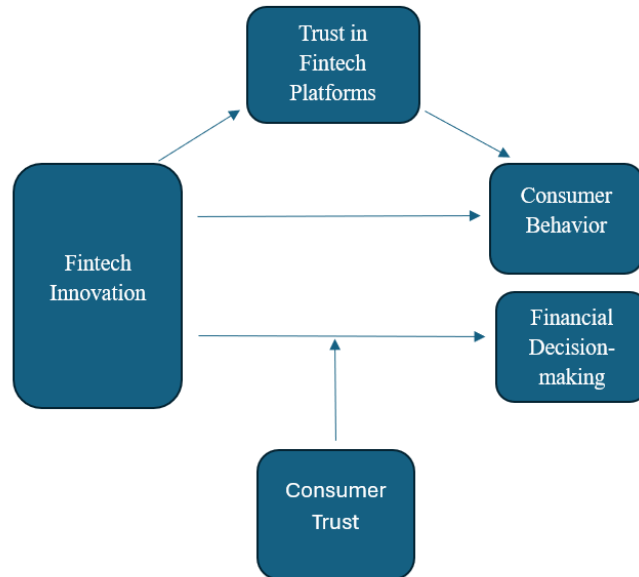 Trust in
Fintech
Platforms
Consumer
Behavior
Fintech
Innovation
Financial
Decision-
making
Consumer
Trust